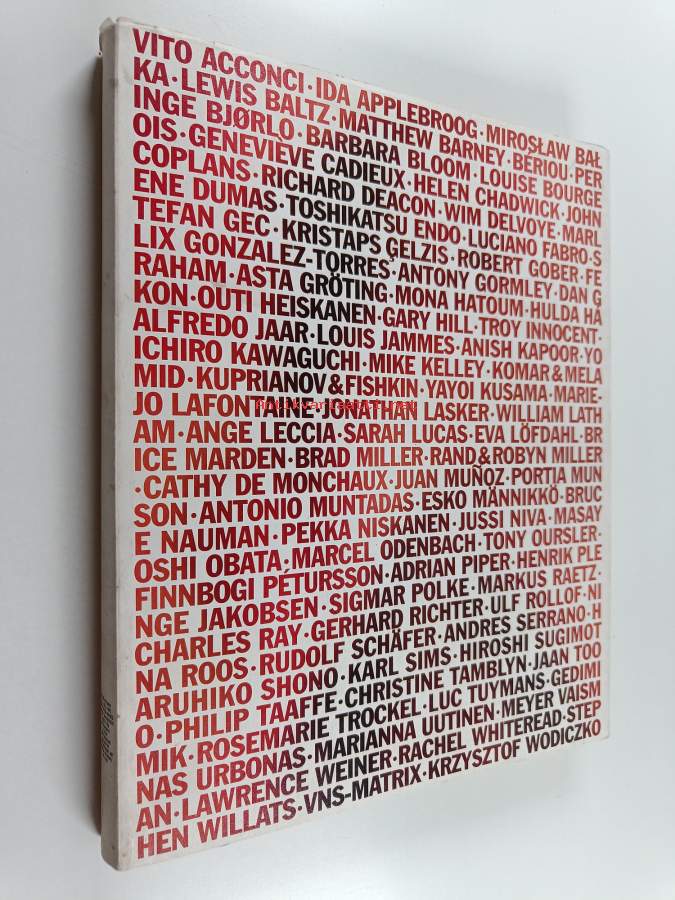 VITO ACCONCI·IDA APPLEBROOG·MIROSŁAW BAŁ
KA·LEWIS BALTZ·MATTHEW BARNEY·BERIOU·PER
INGE BJØRLO·BARBARA BLOOM·LOUISE BOURGE
OIS·GENEVIEVE CADIEUX·HELEN CHADWICK·JOHN
COPLANS·RICHARD DEACON·WIM DELVOYE·MARL
ENE DUMAS·TOSHIKATSU ENDO·LUCIANO FABRO·S
TEFAN GEC·KRISTAPS ĢELZIS·ROBERT GOBER·FE
LIX GONZALEZ-TORRES·ANTONY GORMLEY·DAN G
RAHAM·ASTA GRÖTING·MONA HATOUM·HULDA HÁ
KON·OUTI HEISKANEN·GARY HILL·TROY INNOCENT·
ALFREDO JAAR·LOUIS JAMMES·ANISH KAPOOR·YO
ICHIRO KAWAGUCHI·MIKE KELLEY·KOMAR&MELA
MID·KUPRIANOV&FISHKIN·YAYOI KUSAMA·MARIE-
JO LAFONTAINE·JONATHAN LASKER·WILLIAM LATH
AM·ANGE LECCIA·SARAH LUCAS·EVA LÖFDAHL·BR
ICE MARDEN·BRAD MILLER·RAND&ROBYN MILLER
·CATHY DE MONCHAUX·JUAN MUÑOZ·PORTIA MUN
SON·ANTONIO MUNTADAS·ESKO MÄNNIKKÖ·BRUC
E NAUMAN·PEKKA NISKANEN·JUSSI NIVA·MASAY
OSHI OBATA·MARCEL ODENBACH·TONY OURSLER·
FINNBOGI PÉTURSSON·ADRIAN PIPER·HENRIK PLE
NGE JAKOBSEN·SIGMAR POLKE·MARKUS RAETZ·
CHARLES RAY·GERHARD RICHTER·ULF ROLLOF·NI
NA ROOS·RUDOLF SCHÄFER·ANDRES SERRANO·H
ARUHIKO SHONO·KARL SIMS·HIROSHI SUGIMOT
O·PHILIP TAAFFE·CHRISTINE TAMBLYN·JAAN TOO
MIK·ROSEMARIE TROCKEL·LUC TUYMANS·GEDIMI
NAS URBONAS·MARIANNA UUTINEN·MEYER VAISM
AN·LAWRENCE WEINER·RACHEL WHITEREAD·STEP
HEN WILLATS·VNS-MATRIX·KRZYSZTOF WODICZKO